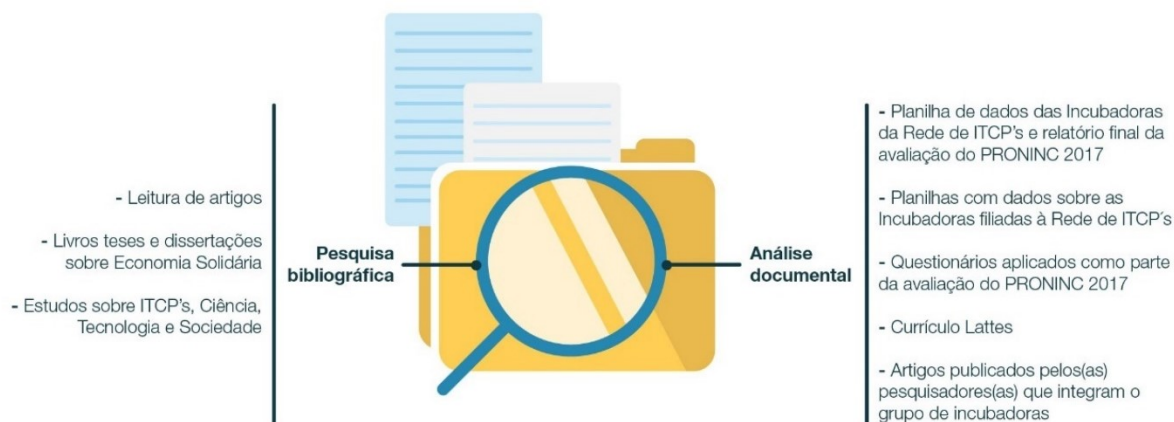 - Leitura de artigos
- Livros teses e dissertações
sobre Economia Solidária
- Estudos sobre ITCP's, Ciência,
Tecnologia e Sociedade
Pesquisa
bibliográfica
Análise
documental
- Planilha de dados das Incubadoras
da Rede de ITCP's e relatório final da
avaliação do PRONINC 2017
- Planilhas com dados sobre as
Incubadoras filiadas à Rede de ITCP´s
- Questionários aplicados como parte
da avaliação do PRONINC 2017
- Currículo Lattes
- Artigos publicados pelos(as)
pesquisadores(as) que integram o
grupo de incubadoras